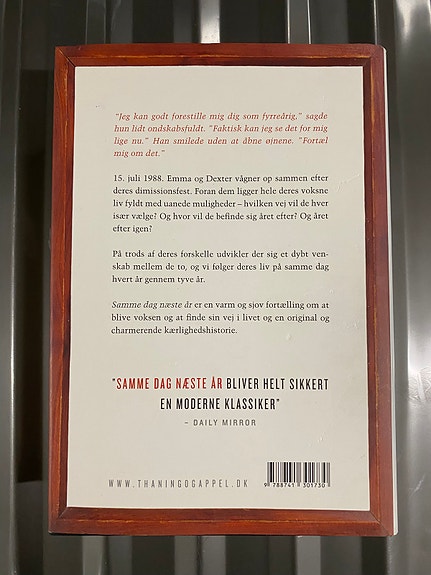 "Jeg kan godt forestille mig dig som fyrreårig," sagde
hun lidt ondskabsfuldt. "Faktisk kan jeg se det for mig
lige nu." Han smilede uden at åbne øjnene. "Fortæl
mig om det."
15. juli 1988. Emma og Dexter vågner op sammen efter
deres dimissionsfest. Foran dem ligger hele deres voksne
liv fyldt med uanede muligheder – hvilken vej vil de hver
især vælge? Og hvor vil de befinde sig året efter? Og året
efter igen?
På trods af deres forskelle udvikler der sig et dybt ven-
skab mellem de to, og vi følger deres liv på samme dag
hvert år gennem tyve år.
Samme dag næste år er en varm og sjov fortælling om at
blive voksen og at finde sin vej i livet og en original og
charmerende kærlighedshistorie.
"SAMME DAG NÆSTE ÅR BLIVER HELT SIKKERT
EN MODERNE KLASSIKER"
– DAILY MIRROR
WWW.THANINGOGAPPEL.DK
9 788741 301730